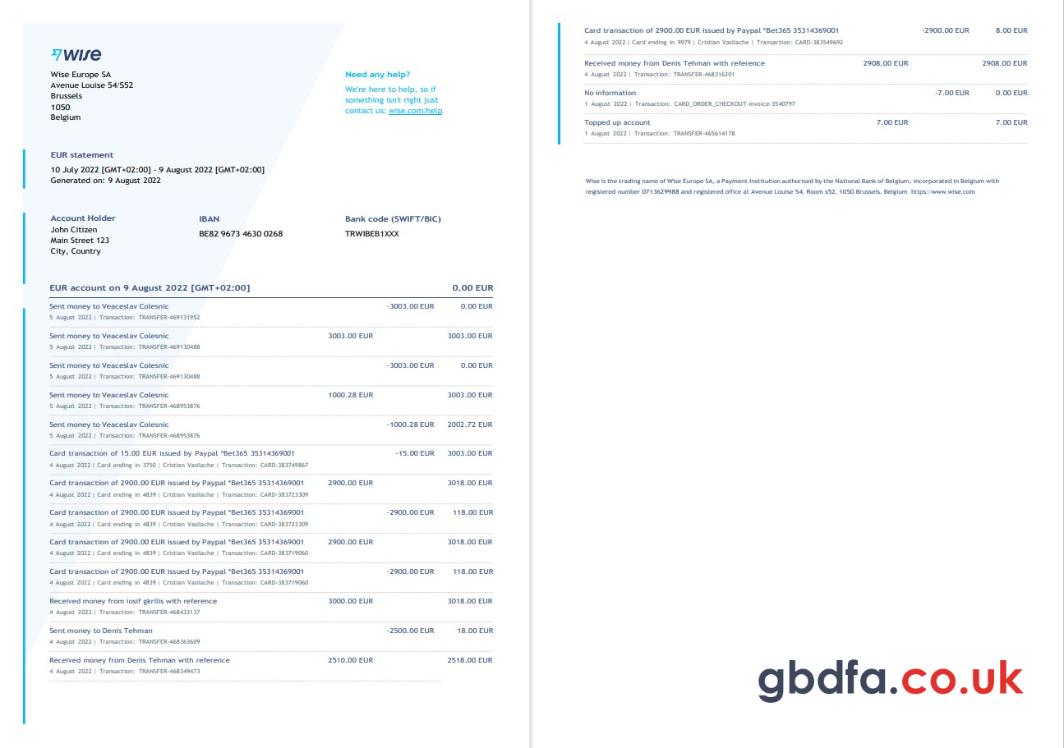 wise
Wise Europe SA
Avenue Louise 54/S52
Brussels
1050
Belgium
Need any help?
We're here to help, so if
something isn't right just
contact us: wise.com/help.
EUR statement
10 July 2022 [GMT+02:00] - 9 August 2022 [GMT+02:00]
Generated on: 9 August 2022
Account Holder
John Citizen
Main Street 123
City, Country
IBAN
BE82 9673 4630 0268
Bank code (SWIFT/BIC)
TRWIBEB1XXX
EUR account on 9 August 2022 [GMT+02:00] 0.00 EUR
Sent money to Veaceslav Colesnic -3003.00 EUR 0.00 EUR
5 August 2022 | Transaction: TRANSFER-469131952
Sent money to Veaceslav Colesnic 3003.00 EUR 3003.00 EUR
5 August 2022 | Transaction: TRANSFER-469130488
Sent money to Veaceslav Colesnic -3003.00 EUR 0.00 EUR
5 August 2022 | Transaction: TRANSFER-469130488
Sent money to Veaceslav Colesnic 1000.28 EUR 3003.00 EUR
5 August 2022 | Transaction: TRANSFER-468953876
Sent money to Veaceslav Colesnic -1000.28 EUR 2002.72 EUR
5 August 2022 | Transaction: TRANSFER-468953876
Card transaction of 15.00 EUR issued by Paypal *Bet365 35314369001 -15.00 EUR 3003.00 EUR
4 August 2022 | Card ending in 3750 | Cristian Vasilache | Transaction: CARD-383749867
Card transaction of 2900.00 EUR issued by Paypal *Bet365 35314369001 2900.00 EUR 3018.00 EUR
4 August 2022 | Card ending in 4839 | Cristian Vasilache | Transaction: CARD-383723309
Card transaction of 2900.00 EUR issued by Paypal *Bet365 35314369001 -2900.00 EUR 118.00 EUR
4 August 2022 | Card ending in 4839 | Cristian Vasilache | Transaction: CARD-383723309
Card transaction of 2900.00 EUR issued by Paypal *Bet365 35314369001 2900.00 EUR 3018.00 EUR
4 August 2022 | Card ending in 4839 | Cristian Vasilache | Transaction: CARD-383719060
Card transaction of 2900.00 EUR issued by Paypal *Bet365 35314369001 -2900.00 EUR 118.00 EUR
4 August 2022 | Card ending in 4839 | Cristian Vasilache | Transaction: CARD-383719060
Received money from iosif gkrilis with reference 3000.00 EUR 3018.00 EUR
4 August 2022 | Transaction: TRANSFER-468433137
Sent money to Denis Tehman -2500.00 EUR 18.00 EUR
4 August 2022 | Transaction: TRANSFER-468363609
Received money from Denis Tehman with reference 2510.00 EUR 2518.00 EUR
4 August 2022 | Transaction: TRANSFER-468349473
Card transaction of 2900.00 EUR issued by Paypal *Bet365 35314369001 -2900.00 EUR 8.00 EUR
4 August 2022 | Card ending in 9979 | Cristian Vasilache | Transaction: CARD-383549692
Received money from Denis Tehman with reference 2908.00 EUR 2908.00 EUR
4 August 2022 | Transaction: TRANSFER-468316201
No information -7.00 EUR 0.00 EUR
1 August 2022 | Transaction: CARD_ORDER_CHECKOUT-invoice-3540797
Topped up account 7.00 EUR 7.00 EUR
1 August 2022 | Transaction: TRANSFER-465614178
Wise is the trading name of Wise Europe SA, a Payment Institution authorised by the National Bank of Belgium, incorporated in Belgium with
registered number 0713629988 and registered office at Avenue Louise 54, Room s52, 1050 Brussels, Belgium. https://www.wise.com
gbdfa.co.uk